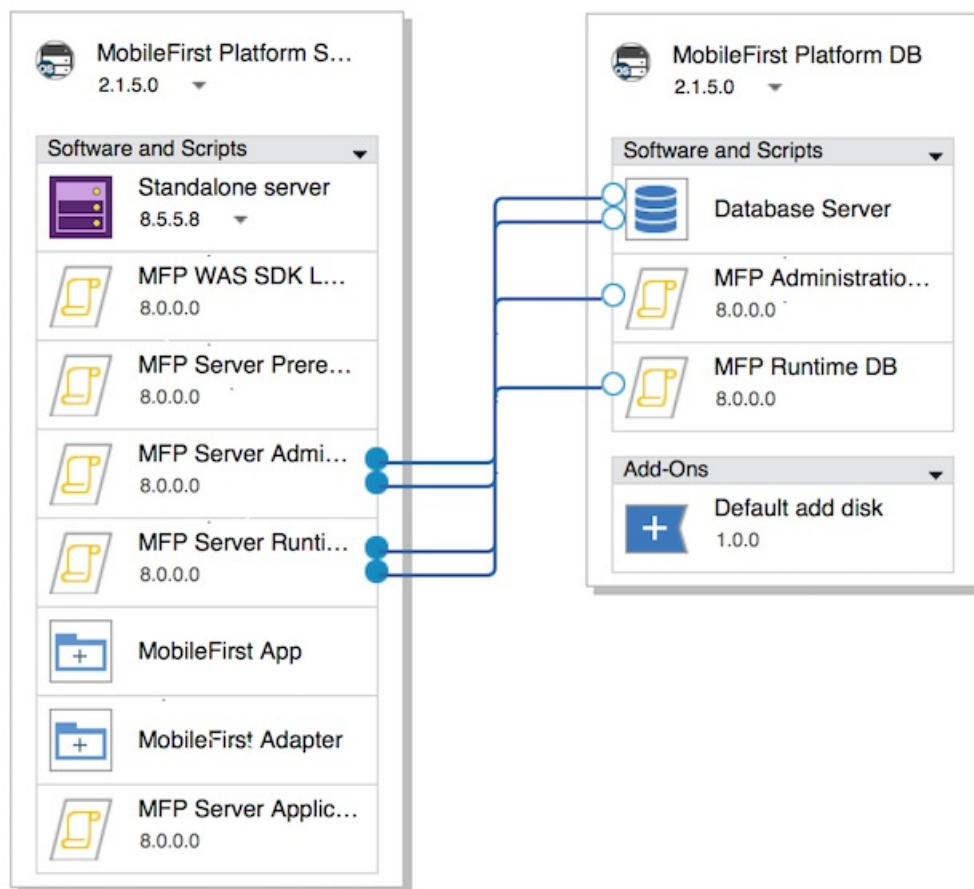 MobileFirst Platform S...
2.1.5.0
Software and Scripts
Standalone server
8.5.5.8
MFP WAS SDK L...
8.0.0.0
MFP Server Prere...
8.0.0.0
MFP Server Admi...
8.0.0.0
MFP Server Runti...
8.0.0.0
MobileFirst App
MobileFirst Adapter
MFP Server Applic...
8.0.0.0
MobileFirst Platform DB
2.1.5.0
Software and Scripts
Database Server
MFP Administratio...
8.0.0.0
MFP Runtime DB
8.0.0.0
Add-Ons
Default add disk
1.0.0